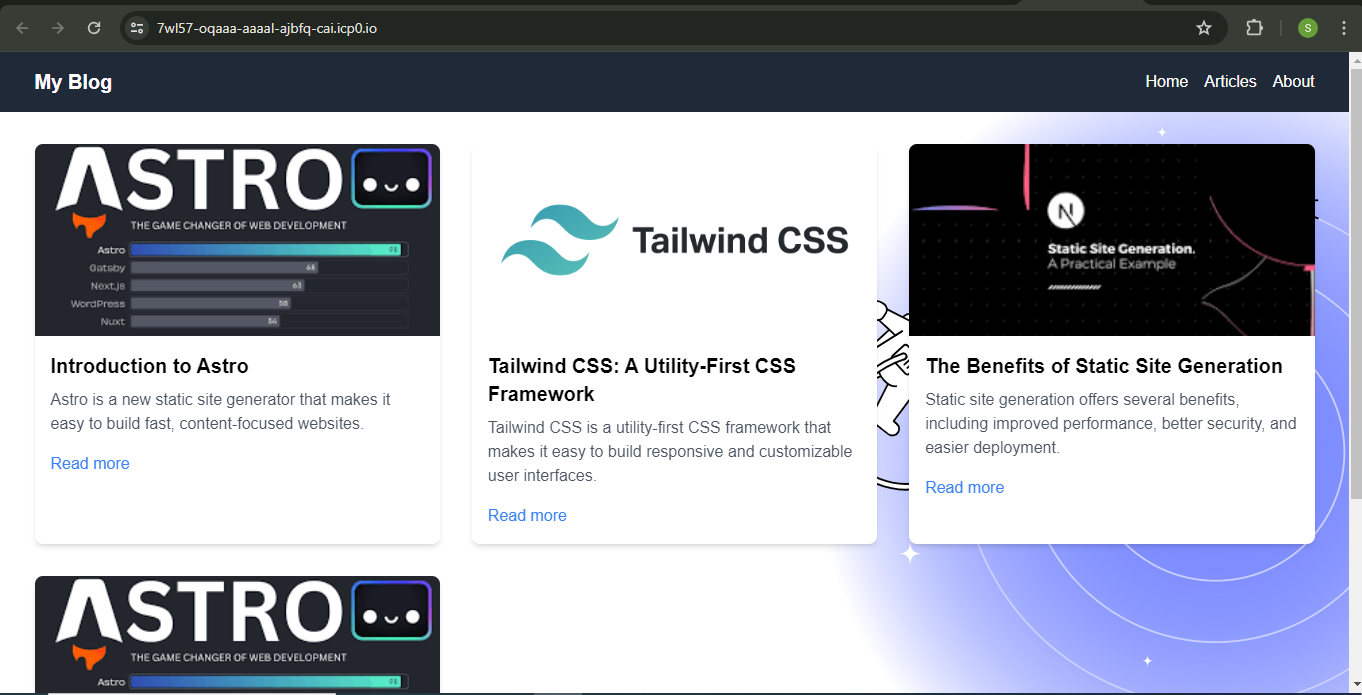 7wl57-oqaaa-aaaal-ajbfq-cai.icp0.io
S
My Blog
Home Articles About
ASTRO
THE GAME CHANGER OF WEB DEVELOPMENT
Astro 98
Gatsby 68
Next.js 63
WordPress 58
Nuxt 54
Introduction to Astro
Astro is a new static site generator that makes it
easy to build fast, content-focused websites.
Read more
Tailwind CSS
Tailwind CSS: A Utility-First CSS
Framework
Tailwind CSS is a utility-first CSS framework that
makes it easy to build responsive and customizable
user interfaces.
Read more
N
Static Site Generation.
A Practical Example
The Benefits of Static Site Generation
Static site generation offers several benefits,
including improved performance, better security, and
easier deployment.
Read more
ASTRO
THE GAME CHANGER OF WEB DEVELOPMENT
Astro 98